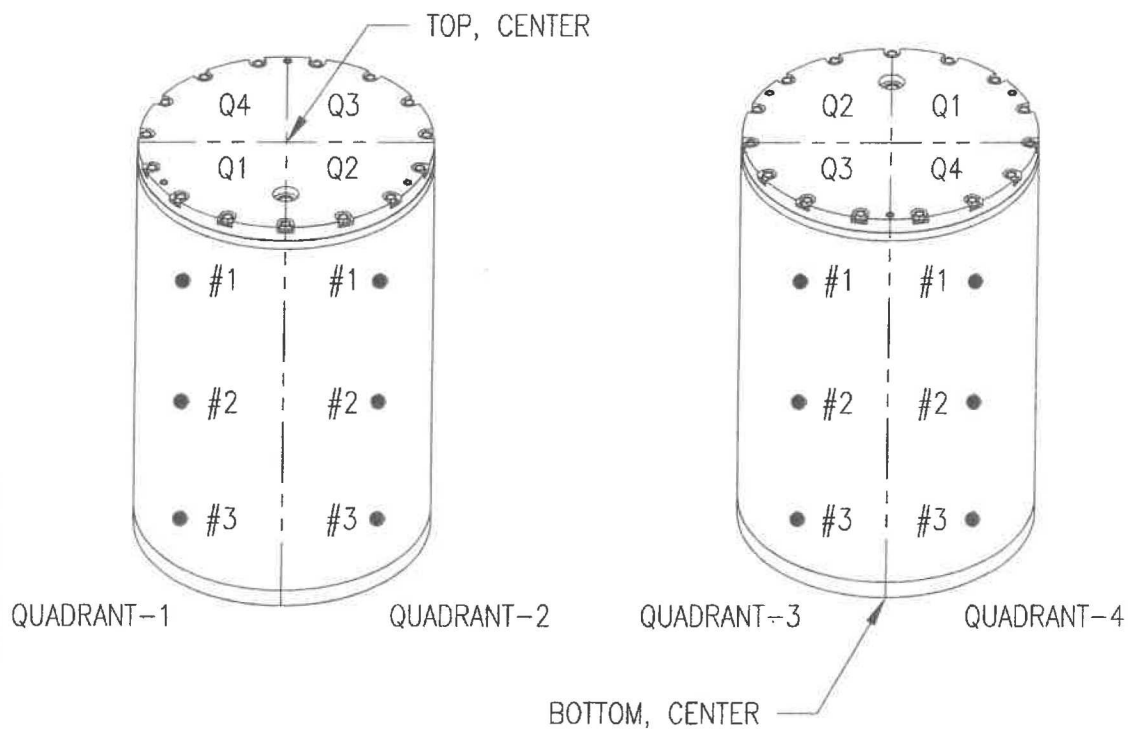 TOP, CENTER
Q4 Q3
Q1 Q2
Q2 Q1
Q3 Q4
#1 #1
#2 #2
#3 #3
#1 #1
#2 #2
#3 #3
QUADRANT-1
QUADRANT-2
QUADRANT-3
QUADRANT-4
BOTTOM, CENTER